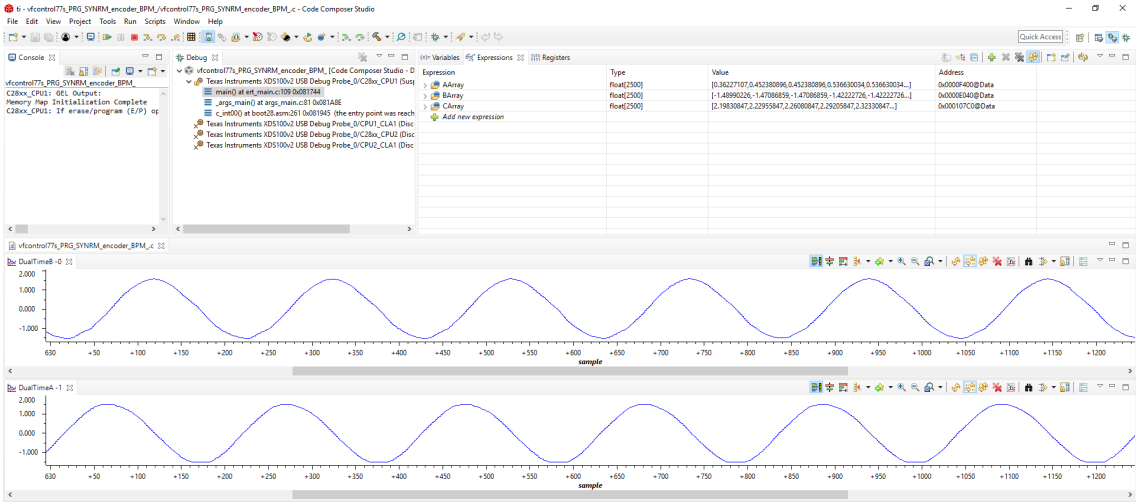 ti - vfcontrol77s_PRG_SYNRM_encoder_BPM_/vfcontrol77s_PRG_SYNRM_encoder_BPM_.c - Code Composer Studio
File Edit View Project Tools Run Scripts Window Help
Quick Access
Console
vfcontrol77s_PRG_SYNRM_encoder_BPM_
C28xx_CPU1: GEL Output:
Memory Map Initialization Complete
C28xx_CPU1: If erase/program (E/P) op
Debug
vfcontrol77s_PRG_SYNRM_encoder_BPM_ [Code Composer Studio - D
Texas Instruments XDS100v2 USB Debug Probe_0/C28xx_CPU1 (Susp
main() at ert_main.c:109 0x081744
_args_main() at args_main.c:81 0x081A8E
c_int00() at boot28.asm:261 0x081945 (the entry point was reach
Texas Instruments XDS100v2 USB Debug Probe_0/CPU1_CLA1 (Disc
Texas Instruments XDS100v2 USB Debug Probe_0/C28xx_CPU2 (Disc
Texas Instruments XDS100v2 USB Debug Probe_0/CPU2_CLA1 (Disc
(x)= Variables Expressions Registers
Expression Type Value Address
AArray float[2500] [0.36227107,0.452380896,0.452380896,0.536630034,0.536630034...] 0x0000F400@Data
BArray float[2500] [-1.48990226,-1.47086859,-1.47086859,-1.42222726,-1.42222726...] 0x0000E040@Data
CArray float[2500] [2.19830847,2.22955847,2.26080847,2.29205847,2.32330847...] 0x000107C0@Data
Add new expression
vfcontrol77s_PRG_SYNRM_encoder_BPM_.c
DualTimeB -0
2.000
1.000
0.000
-1.000
630 +50 +100 +150 +200 +250 +300 +350 +400 +450 +500 +550 +600 +650 +700 +750 +800 +850 +900 +950 +1000 +1050 +1100 +1150 +1200
sample
DualTimeA -1
2.000
1.000
0.000
-1.000
630 +50 +100 +150 +200 +250 +300 +350 +400 +450 +500 +550 +600 +650 +700 +750 +800 +850 +900 +950 +1000 +1050 +1100 +1150 +1200
sample